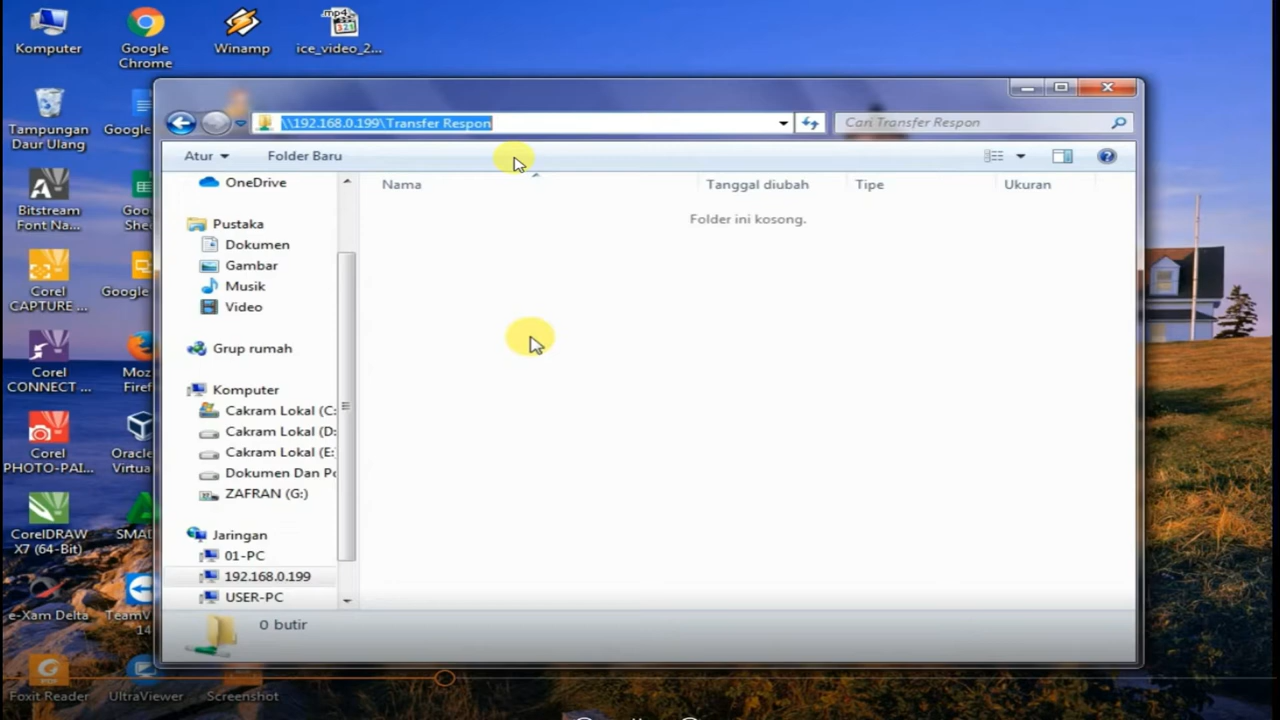 Komputer
Google
Chrome
Winamp
.mp4
321
ice_video_2...
Tampungan
Daur Ulang
Google
Bitstream
Font Na...
Goo
She
Corel
CAPTURE ...
Google
Corel
CONNECT ...
Moz
Firef
Corel
PHOTO-PAI...
Oracle
Virtua
CorelDRAW
X7 (64-Bit)
SMAD
e-Xam Delta
TeamV
14
Foxit Reader
UltraViewer
Screenshot
\\192.168.0.199\Transfer Respon
Cari Transfer Respon
Atur
Folder Baru
OneDrive
Pustaka
Dokumen
Gambar
Musik
Video
Grup rumah
Komputer
Cakram Lokal (C:
Cakram Lokal (D:
Cakram Lokal (E:
Dokumen Dan Po
ZAFRAN (G:)
Jaringan
01-PC
192.168.0.199
USER-PC
Nama
Tanggal diubah
Tipe
Ukuran
Folder ini kosong.
0 butir